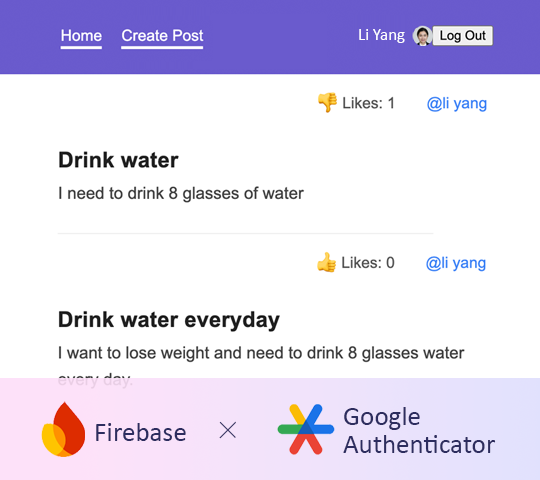 Home Create Post Li Yang Log Out
👎 Likes: 1 @li yang
Drink water
I need to drink 8 glasses of water
👍 Likes: 0 @li yang
Drink water everyday
I want to lose weight and need to drink 8 glasses water
every day.
Firebase × Google
Authenticator